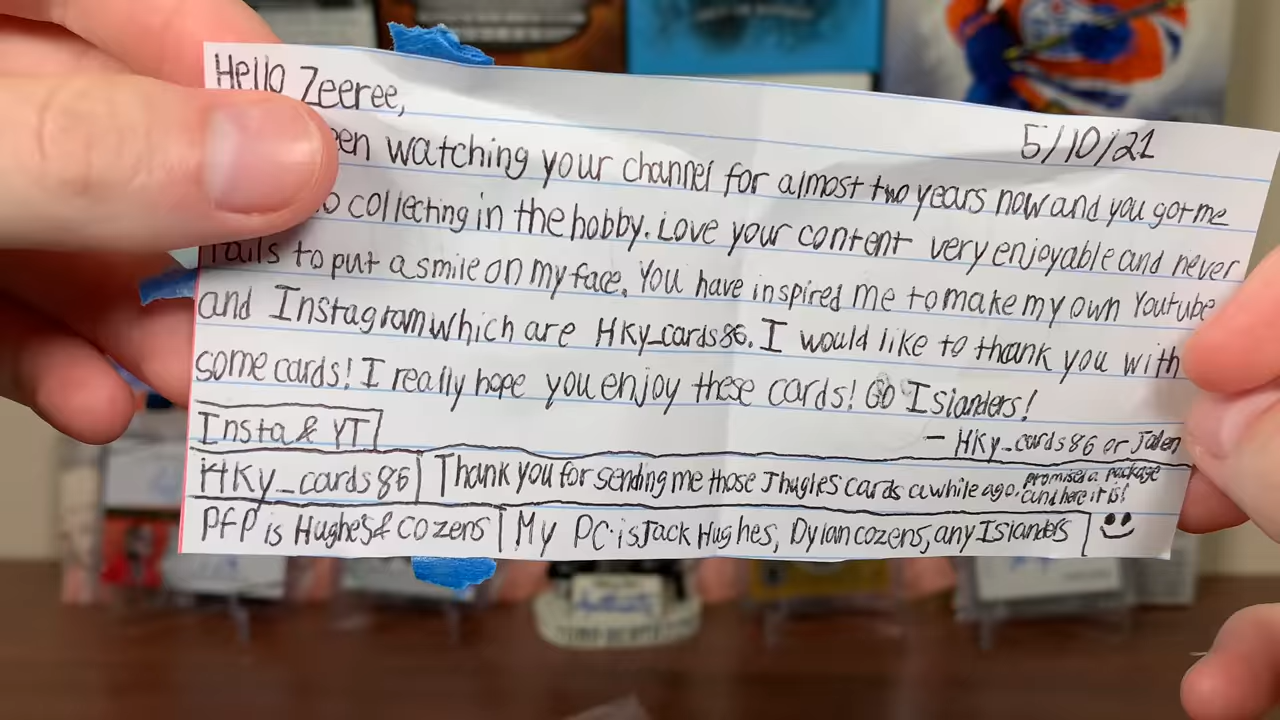 Hello Zeeree,
5/10/21
een watching your channel for almost two years now and you got me
o collecting in the hobby. Love your content very enjoyable and never
fails to put a smile on my face. You have inspired me to make my own Youtube
and Instagram which are HKy_cards86. I would like to thank you with
some cards! I really hope you enjoy these cards! GO Islanders!
Insta & YT
- HKy_cards86 or Jalen
HKy_cards86
Thank you for sending me those J hughes cards a while ago. promised a package and here it is!
PFP is Hughes & cozens
My PC is Jack Hughes, Dylan cozens, any Islanders